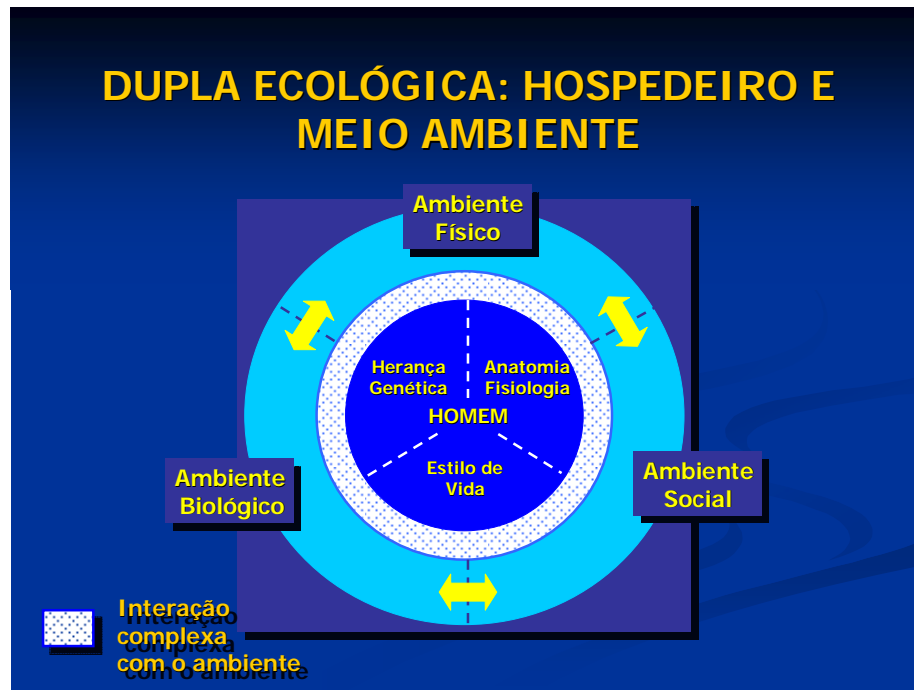 DUPLA ECOLÓGICA: HOSPEDEIRO E
MEIO AMBIENTE
Ambiente
Físico
Herança
Genética
Anatomia
Fisiologia
HOMEM
Estilo de
Vida
Ambiente
Biológico
Ambiente
Social
Interação
complexa
com o ambiente